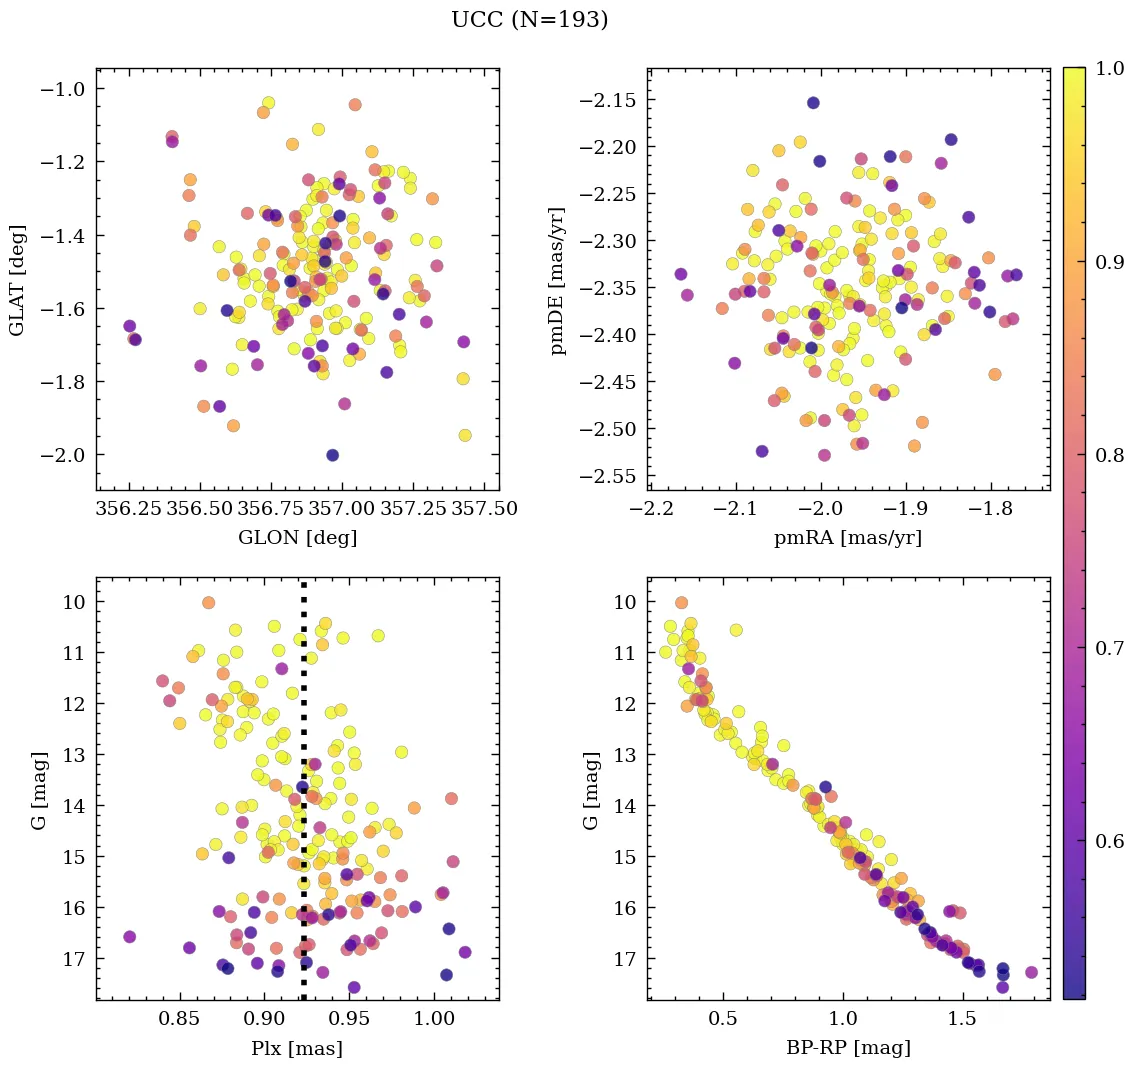 UCC (N=193)
−1.0
−1.2
−1.4
−1.6
−1.8
−2.0
GLAT [deg]
356.25 356.50 356.75 357.00 357.25 357.50
GLON [deg]
−2.15
−2.20
−2.25
−2.30
−2.35
−2.40
−2.45
−2.50
−2.55
pmDE [mas/yr]
−2.2 −2.1 −2.0 −1.9 −1.8
pmRA [mas/yr]
10
11
12
13
14
15
16
17
G [mag]
0.85 0.90 0.95 1.00
Plx [mas]
10
11
12
13
14
15
16
17
G [mag]
0.5 1.0 1.5
BP-RP [mag]
1.0
0.9
0.8
0.7
0.6